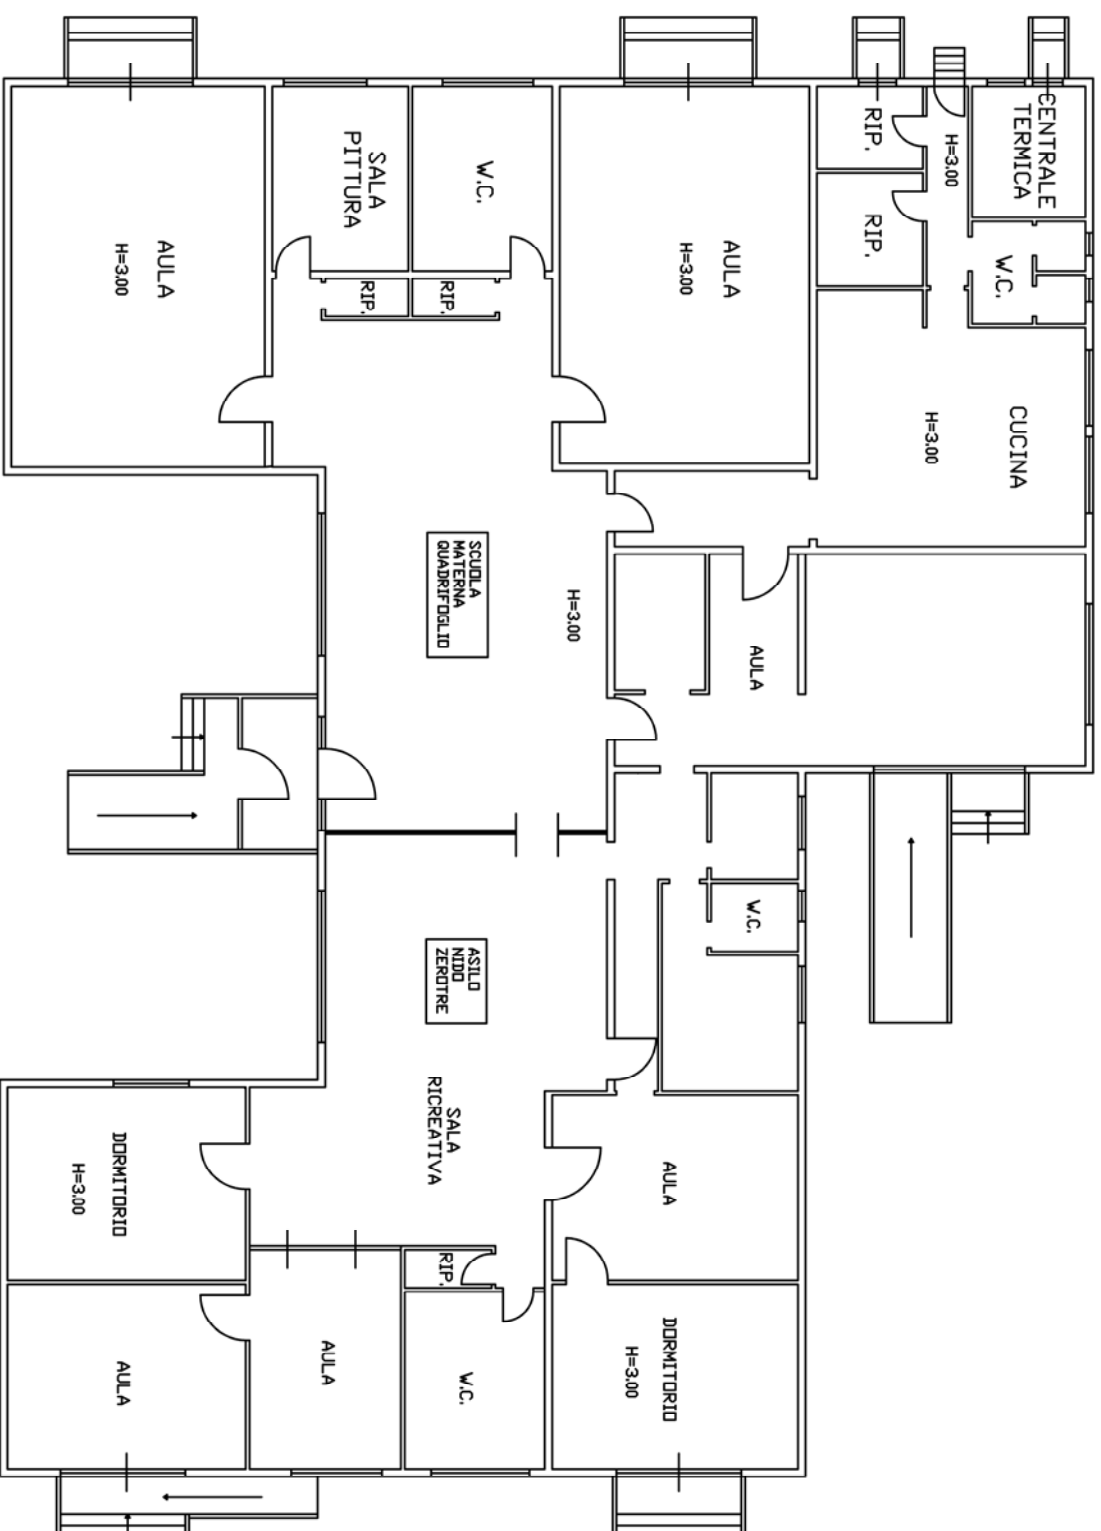 CENTRALE
TERMICA
RIP.
H=3.00
RIP.
W.C.
SALA
PITTURA
W.C.
AULA
H=3.00
AULA
H=3.00
RIP.
RIP.
CUCINA
H=3.00
SCUOLA
MATERNA
QUADRIFOGLIO
H=3.00
AULA
W.C.
ASILO
NIDO
ZEROTRE
SALA
RICREATIVA
DORMITORIO
H=3.00
AULA
RIP.
AULA
AULA
W.C.
DORMITORIO
H=3.00